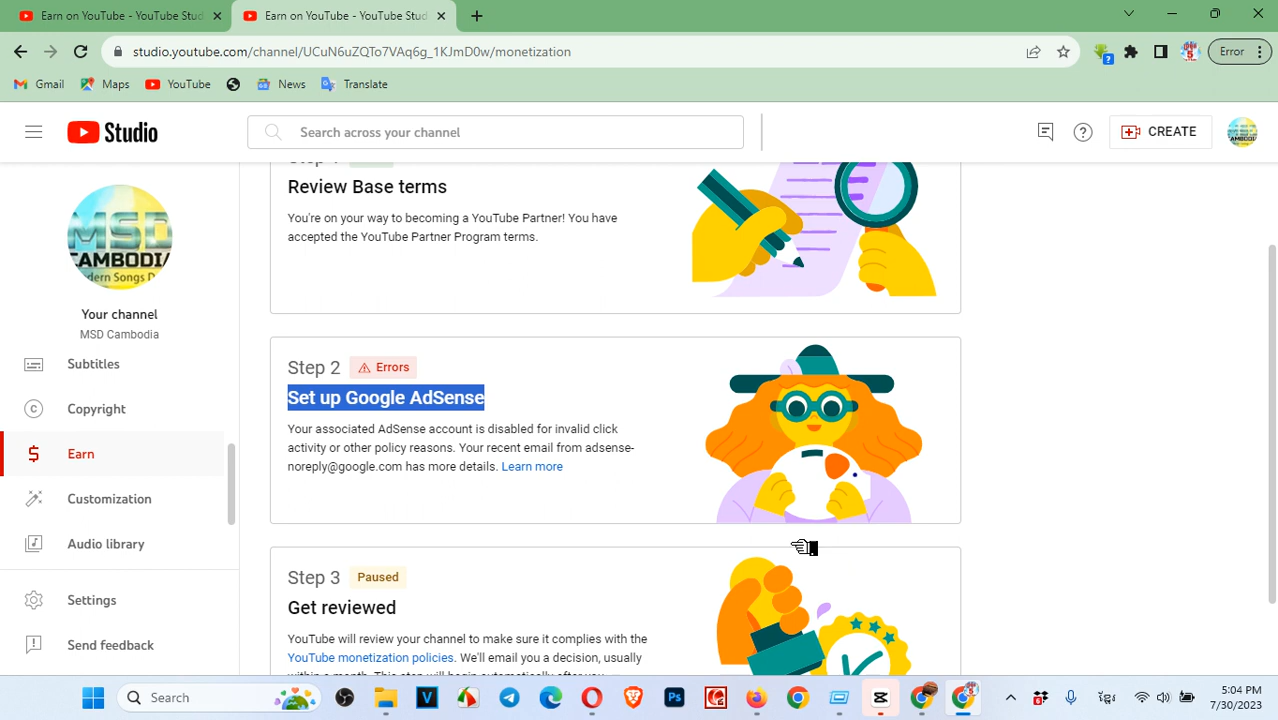 Earn on YouTube - YouTube Studi
Earn on YouTube - YouTube Studi
studio.youtube.com/channel/UCuN6uZQTo7VAq6g_1KJmD0w/monetization
Error
Gmail
Maps
YouTube
News
Translate
Studio
Search across your channel
CREATE
MSD
CAMBODIA
Your channel
MSD Cambodia
Subtitles
Copyright
Earn
Customization
Audio library
Settings
Send feedback
Review Base terms
You're on your way to becoming a YouTube Partner! You have
accepted the YouTube Partner Program terms.
Step 2
Errors
Set up Google AdSense
Your associated AdSense account is disabled for invalid click
activity or other policy reasons. Your recent email from adsense-
noreply@google.com has more details. Learn more
Step 3
Paused
Get reviewed
YouTube will review your channel to make sure it complies with the
YouTube monetization policies. We'll email you a decision, usually
Search
5:04 PM
7/30/2023